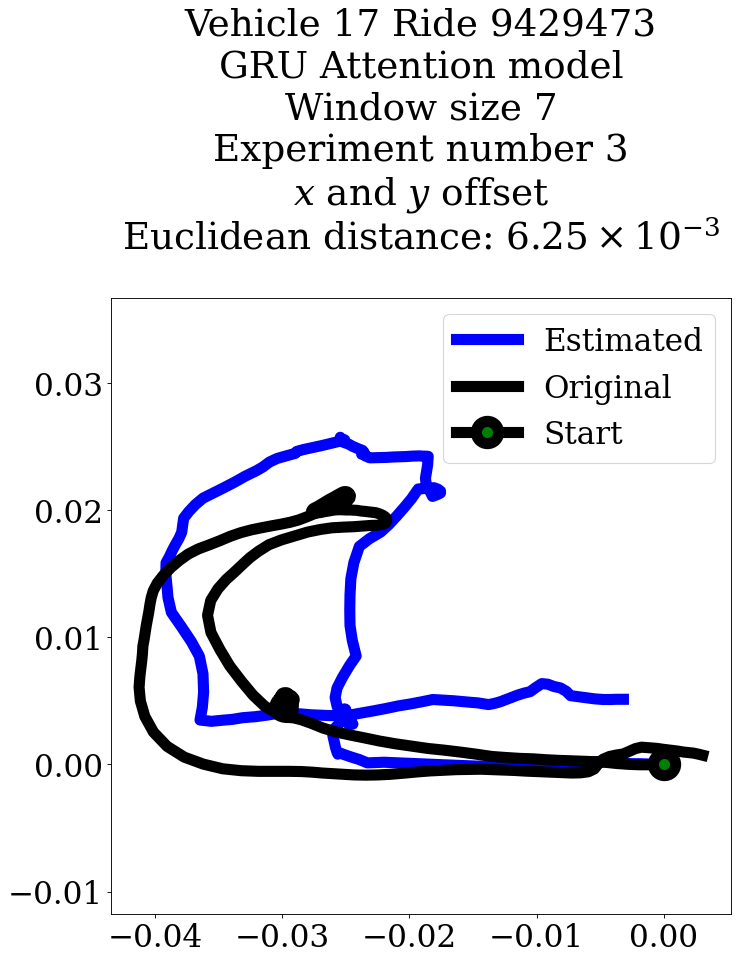 Vehicle 17 Ride 9429473
GRU Attention model
Window size 7
Experiment number 3
x and y offset
Euclidean distance: 6.25 × 10⁻³
Estimated
Original
Start
0.03
0.02
0.01
0.00
−0.01
−0.04
−0.03
−0.02
−0.01
0.00